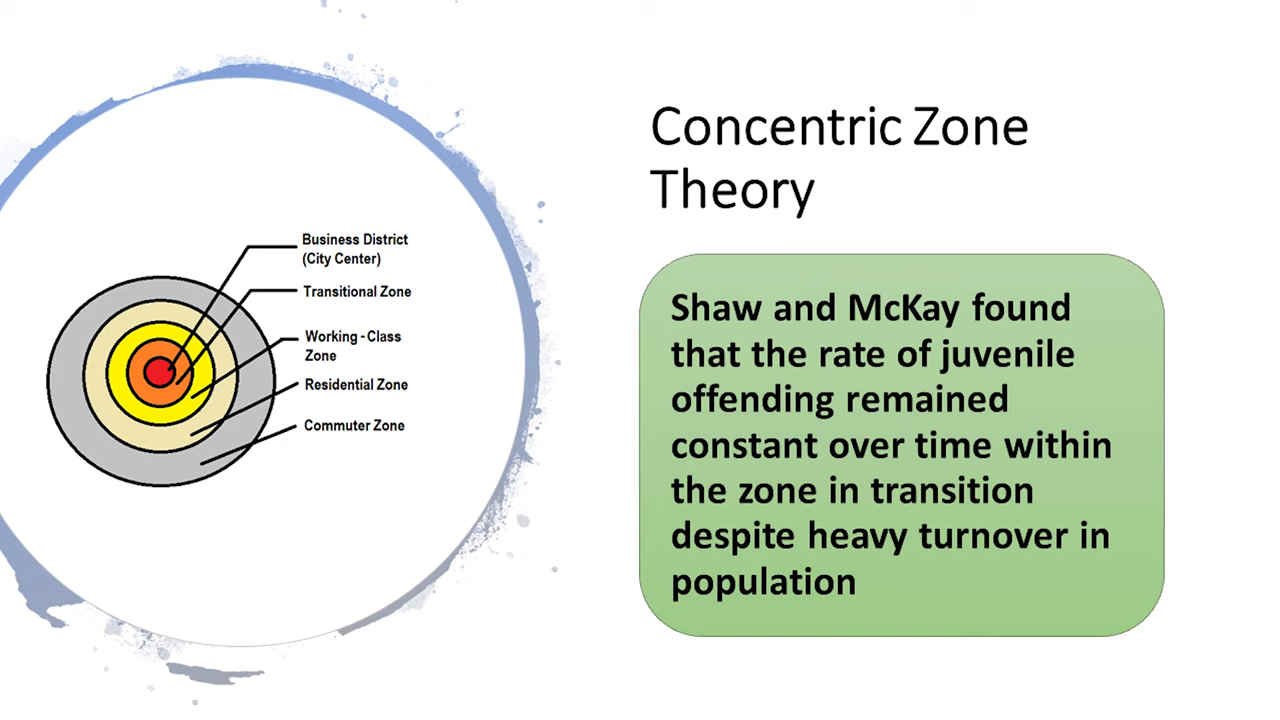 Concentric Zone
Theory
Business District
(City Center)
Transitional Zone
Working - Class
Zone
Residential Zone
Commuter Zone
Shaw and McKay found
that the rate of juvenile
offending remained
constant over time within
the zone in transition
despite heavy turnover in
population